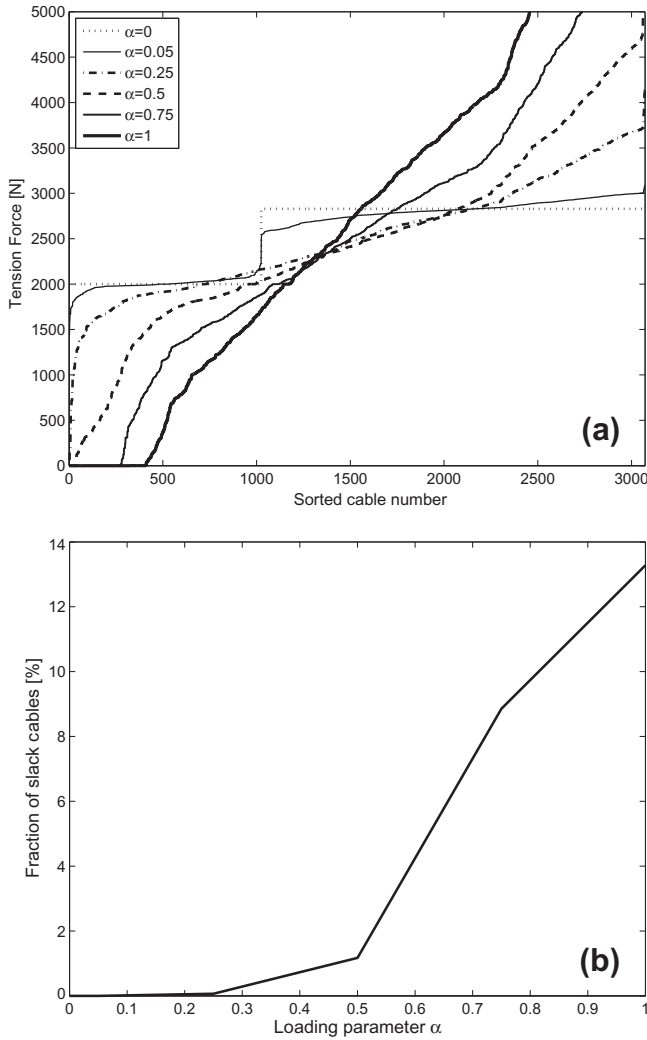 5000
4500
4000
3500
3000
2500
2000
1500
1000
500
0
Tension Force [N]
α=0
α=0.05
α=0.25
α=0.5
α=0.75
α=1
(a)
0 500 1000 1500 2000 2500 3000
Sorted cable number
14
12
10
8
6
4
2
0
Fraction of slack cables [%]
(b)
0 0.1 0.2 0.3 0.4 0.5 0.6 0.7 0.8 0.9 1
Loading parameter α